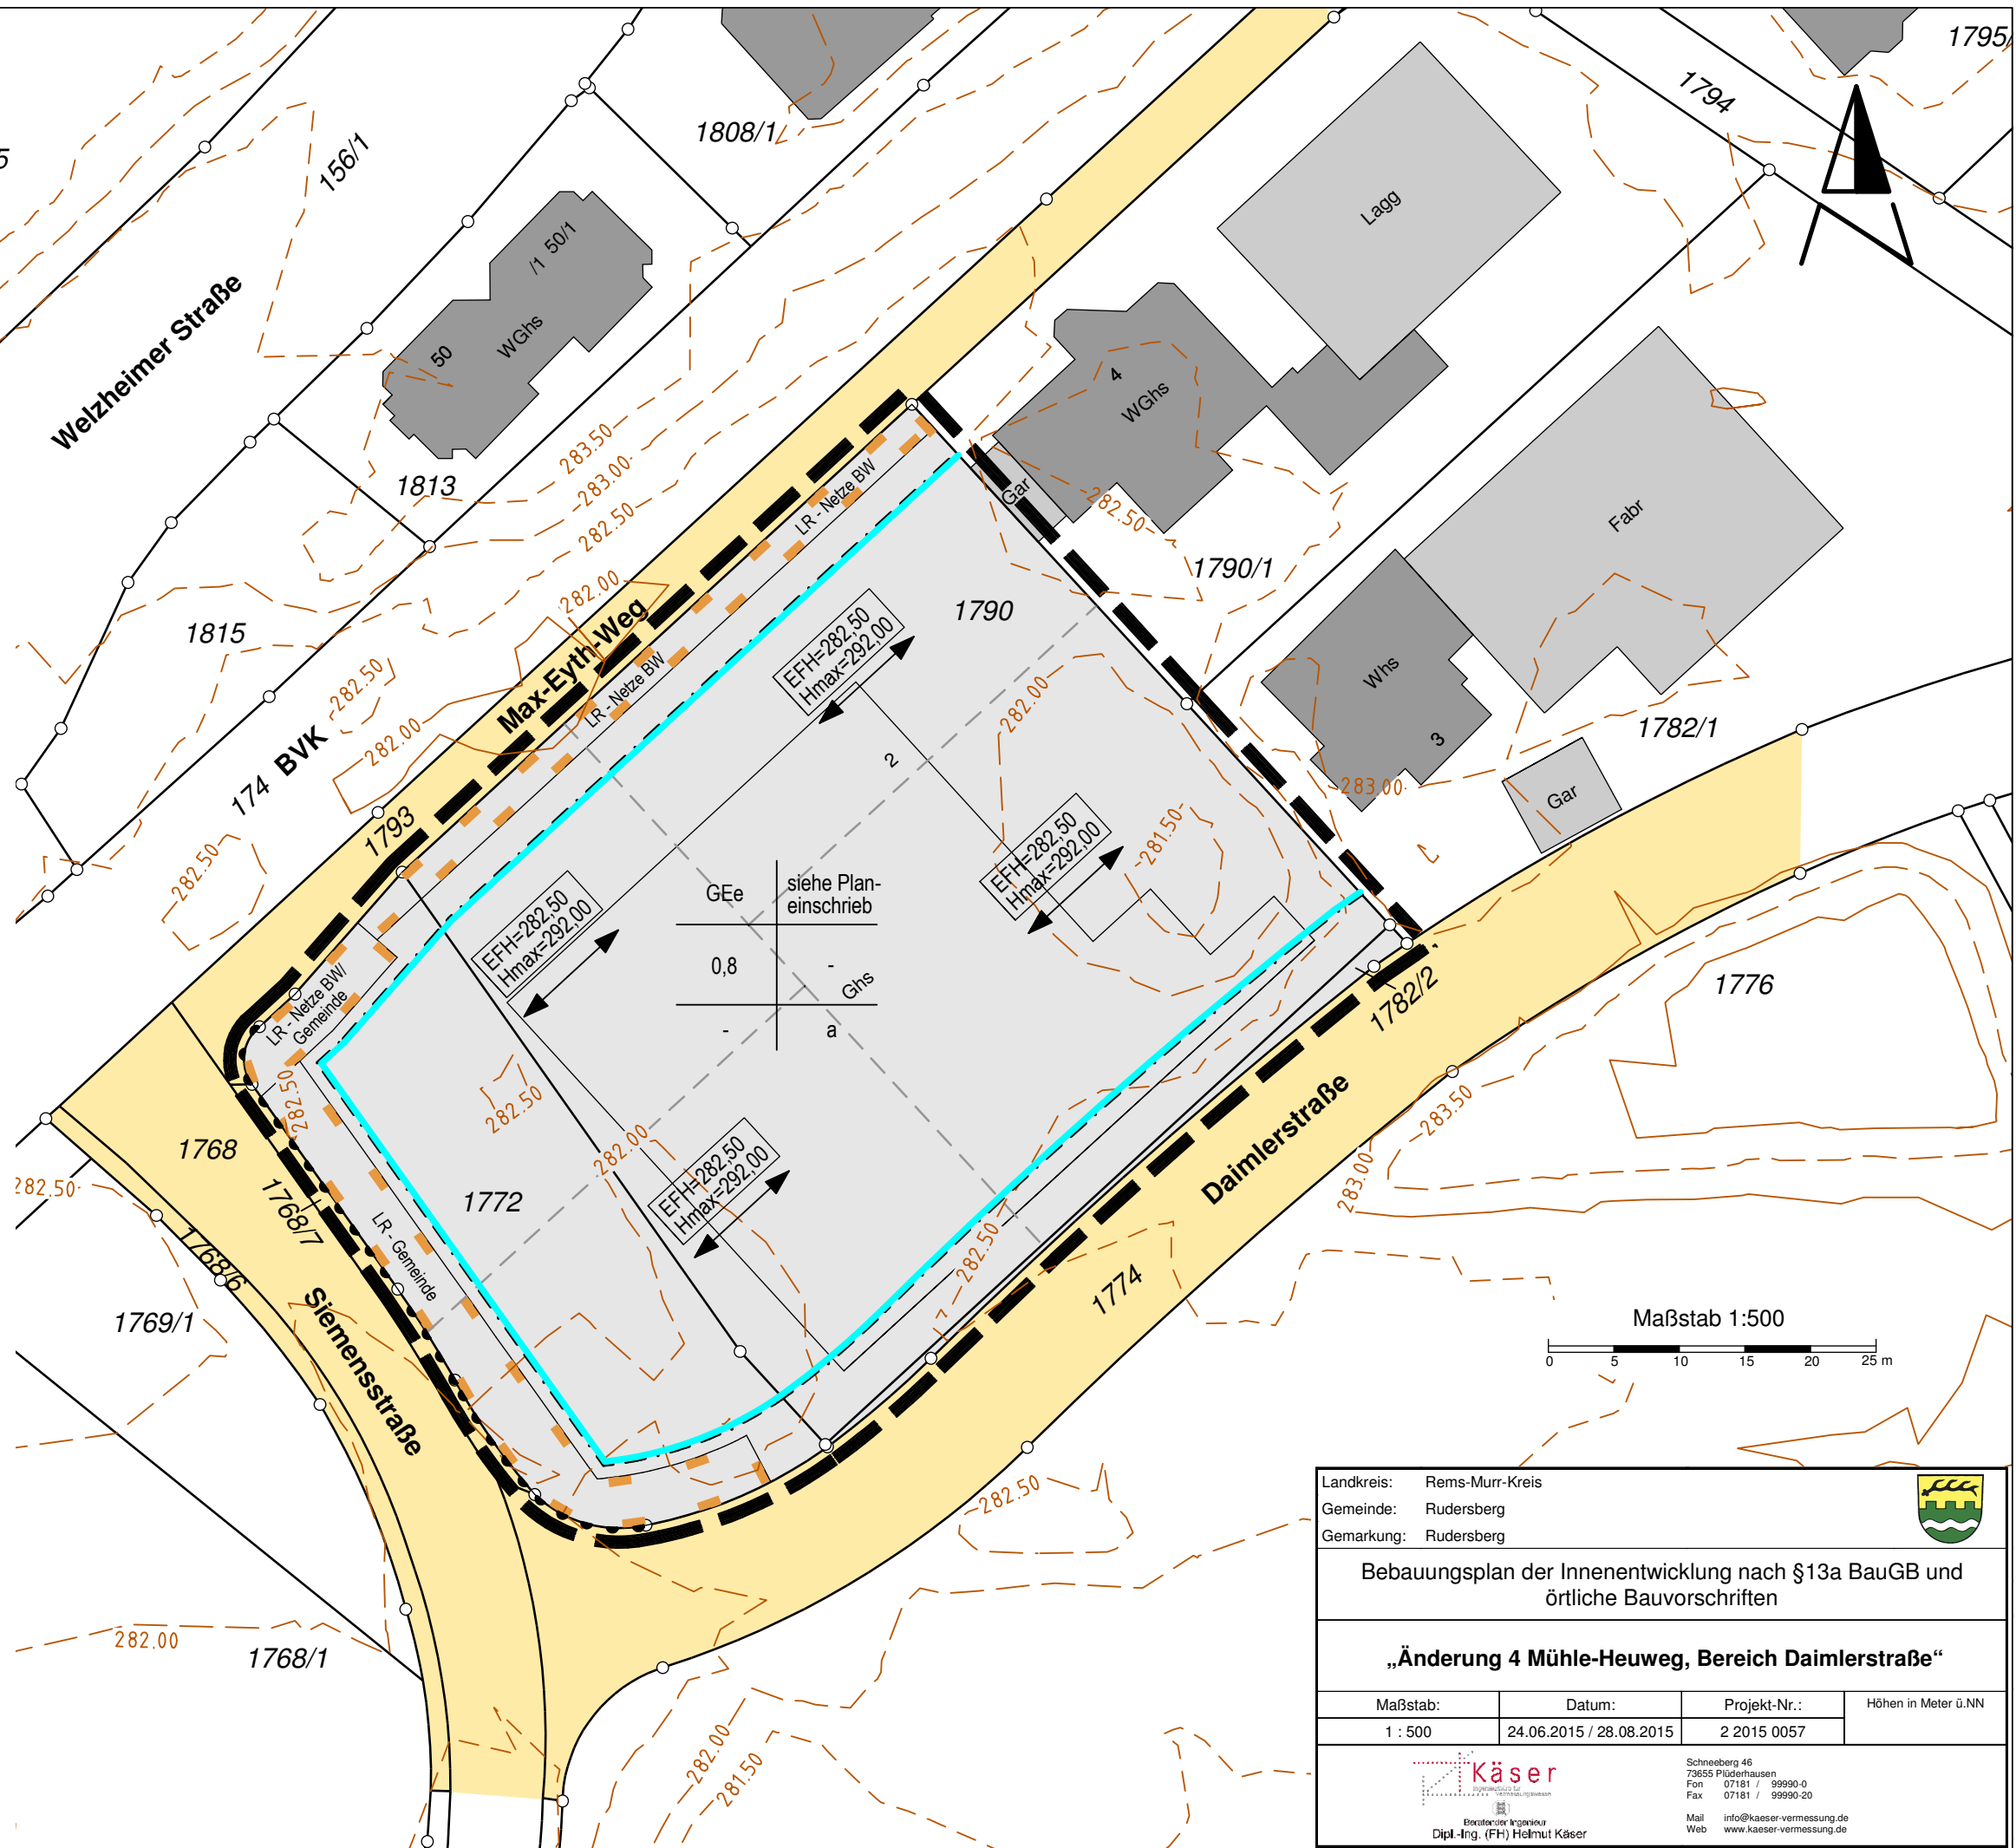 1795/
1794
1808/1
156/1
/1 50/1
WGhs
50
Welzheimer Straße
Lagg
4
WGhs
1813
283.50
283.00
282.50
LR - Netze BW
Gar
282.50
Fabr
1790/1
1790
282.00
Max-Eyth-Weg
1815
282.50
EFH=282,50
Hmax=292,00
LR - Netze BW
282.00
Whs
3
1782/1
174 BVK
282.00
2
283.00
Gar
1793
282.50
281.50
EFH=282,50
Hmax=292,00
GEe
siehe Plan-
einschrieb
EFH=282,50
Hmax=292,00
0,8
-
Ghs
-
a
LR - Netze BW/
Gemeinde
1776
1782/2
282.50
282.50
Daimlerstraße
283.50
1768
282.00
282.50
1772
EFH=282,50
Hmax=292,00
283.00
1768/7
LR - Gemeinde
1768/6
282.50
1774
1769/1
Siemensstraße
Maßstab 1:500
0 5 10 15 20 25 m
282.50
282.00
1768/1
282.00
281.50
Landkreis: Rems-Murr-Kreis
Gemeinde: Rudersberg
Gemarkung: Rudersberg
Bebauungsplan der Innenentwicklung nach §13a BauGB und
örtliche Bauvorschriften
„Änderung 4 Mühle-Heuweg, Bereich Daimlerstraße“
Maßstab: Datum: Projekt-Nr.: Höhen in Meter ü.NN
1 : 500 24.06.2015 / 28.08.2015 2 2015 0057
Käser
Ingenieurbüro für
Vermessungswesen
Beratender Ingenieur
Dipl.-Ing. (FH) Helmut Käser
Schneeberg 46
73655 Plüderhausen
Fon 07181 / 99990-0
Fax 07181 / 99990-20
Mail info@kaeser-vermessung.de
Web www.kaeser-vermessung.de